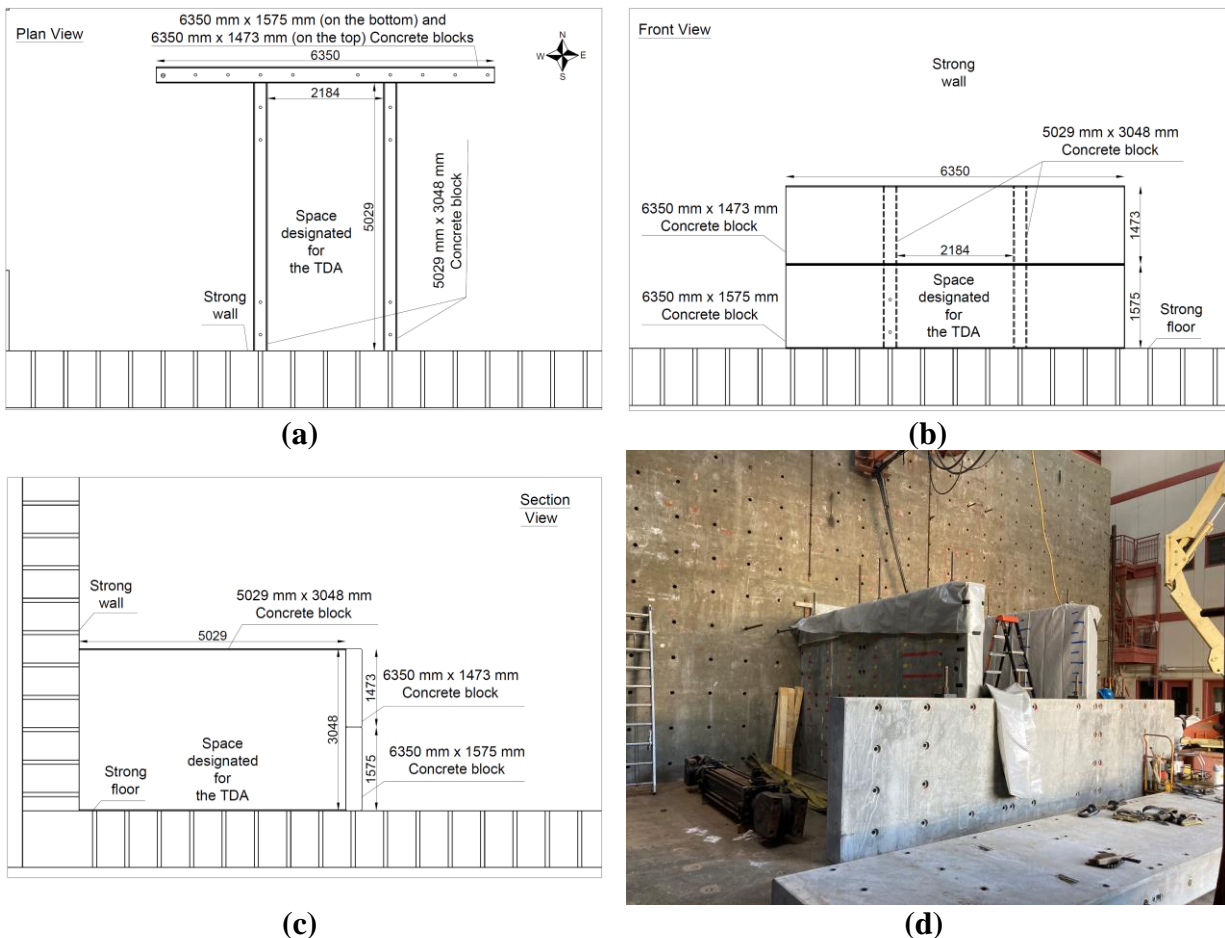 Plan View
6350 mm x 1575 mm (on the bottom) and
6350 mm x 1473 mm (on the top) Concrete blocks
6350
N
W E
S
2184
5029
Space
designated
for
the TDA
5029 mm x 3048 mm
Concrete block
Strong
wall
(a)
Front View
Strong
wall
5029 mm x 3048 mm
Concrete block
6350
6350 mm x 1473 mm
Concrete block
1473
2184
6350 mm x 1575 mm
Concrete block
Space
designated
for
the TDA
1575
Strong
floor
(b)
Section
View
Strong
wall
5029 mm x 3048 mm
Concrete block
5029
6350 mm x 1473 mm
Concrete block
1473
3048
Space
designated
for
the TDA
Strong
floor
6350 mm x 1575 mm
Concrete block
1575
(c)
(d)